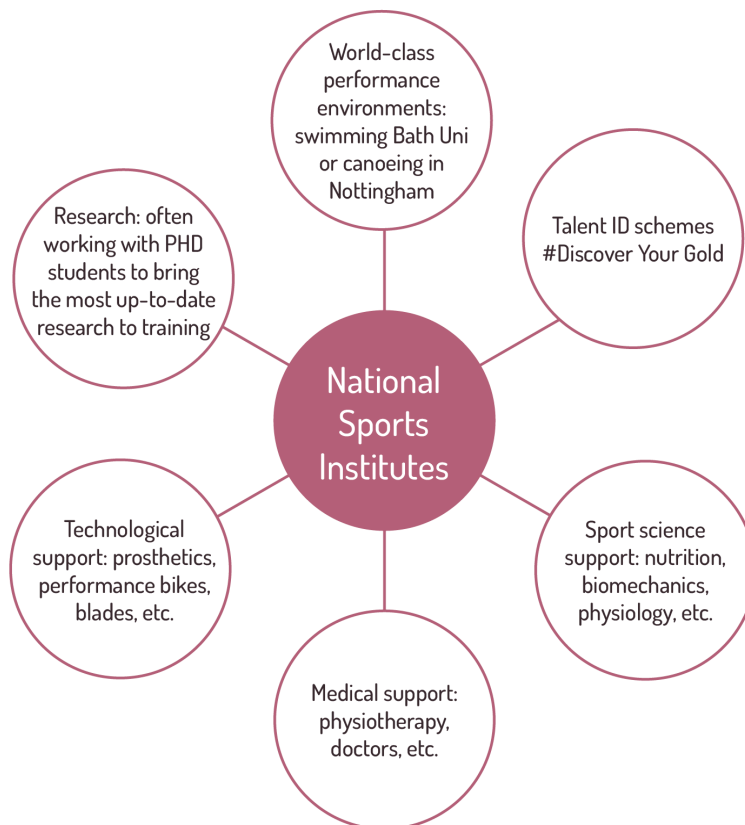 World-class
performance
environments:
swimming Bath Uni
or canoeing in
Nottingham
Talent ID schemes
#Discover Your Gold
Research: often
working with PHD
students to bring
the most up-to-date
research to training
National
Sports
Institutes
Technological
support: prosthetics,
performance bikes,
blades, etc.
Sport science
support: nutrition,
biomechanics,
physiology, etc.
Medical support:
physiotherapy,
doctors, etc.